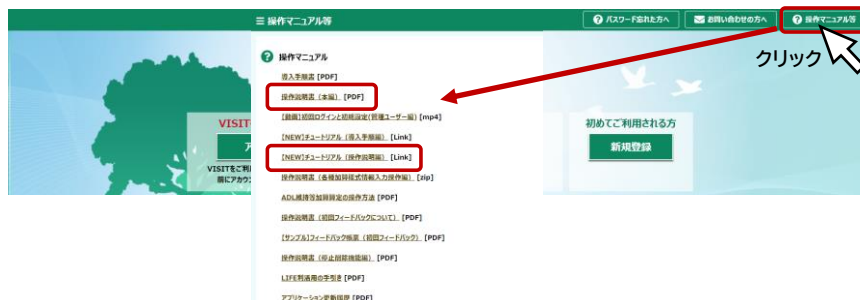 ☰ 操作マニュアル等
パスワード忘れた方へ
お問い合わせの方へ
操作マニュアル等
クリック
操作マニュアル
導入手順書 [PDF]
操作説明書（本編） [PDF]
【動画】初回ログインと初期設定(管理ユーザー編) [mp4]
【NEW】チュートリアル（導入手順編） [Link]
【NEW】チュートリアル（操作説明編） [Link]
操作説明書（各種加算様式情報入力操作編） [zip]
ADL維持等加算算定の操作方法 [PDF]
操作説明書（初回フィードバックについて） [PDF]
【サンプル】フィードバック帳票（初回フィードバック） [PDF]
操作説明書（停止削除機能編） [PDF]
LIFE利活用の手引き [PDF]
アプリケーション更新履歴 [PDF]
VISIT
ア
VISITをご利
前にアカウ
初めてご利用される方
新規登録